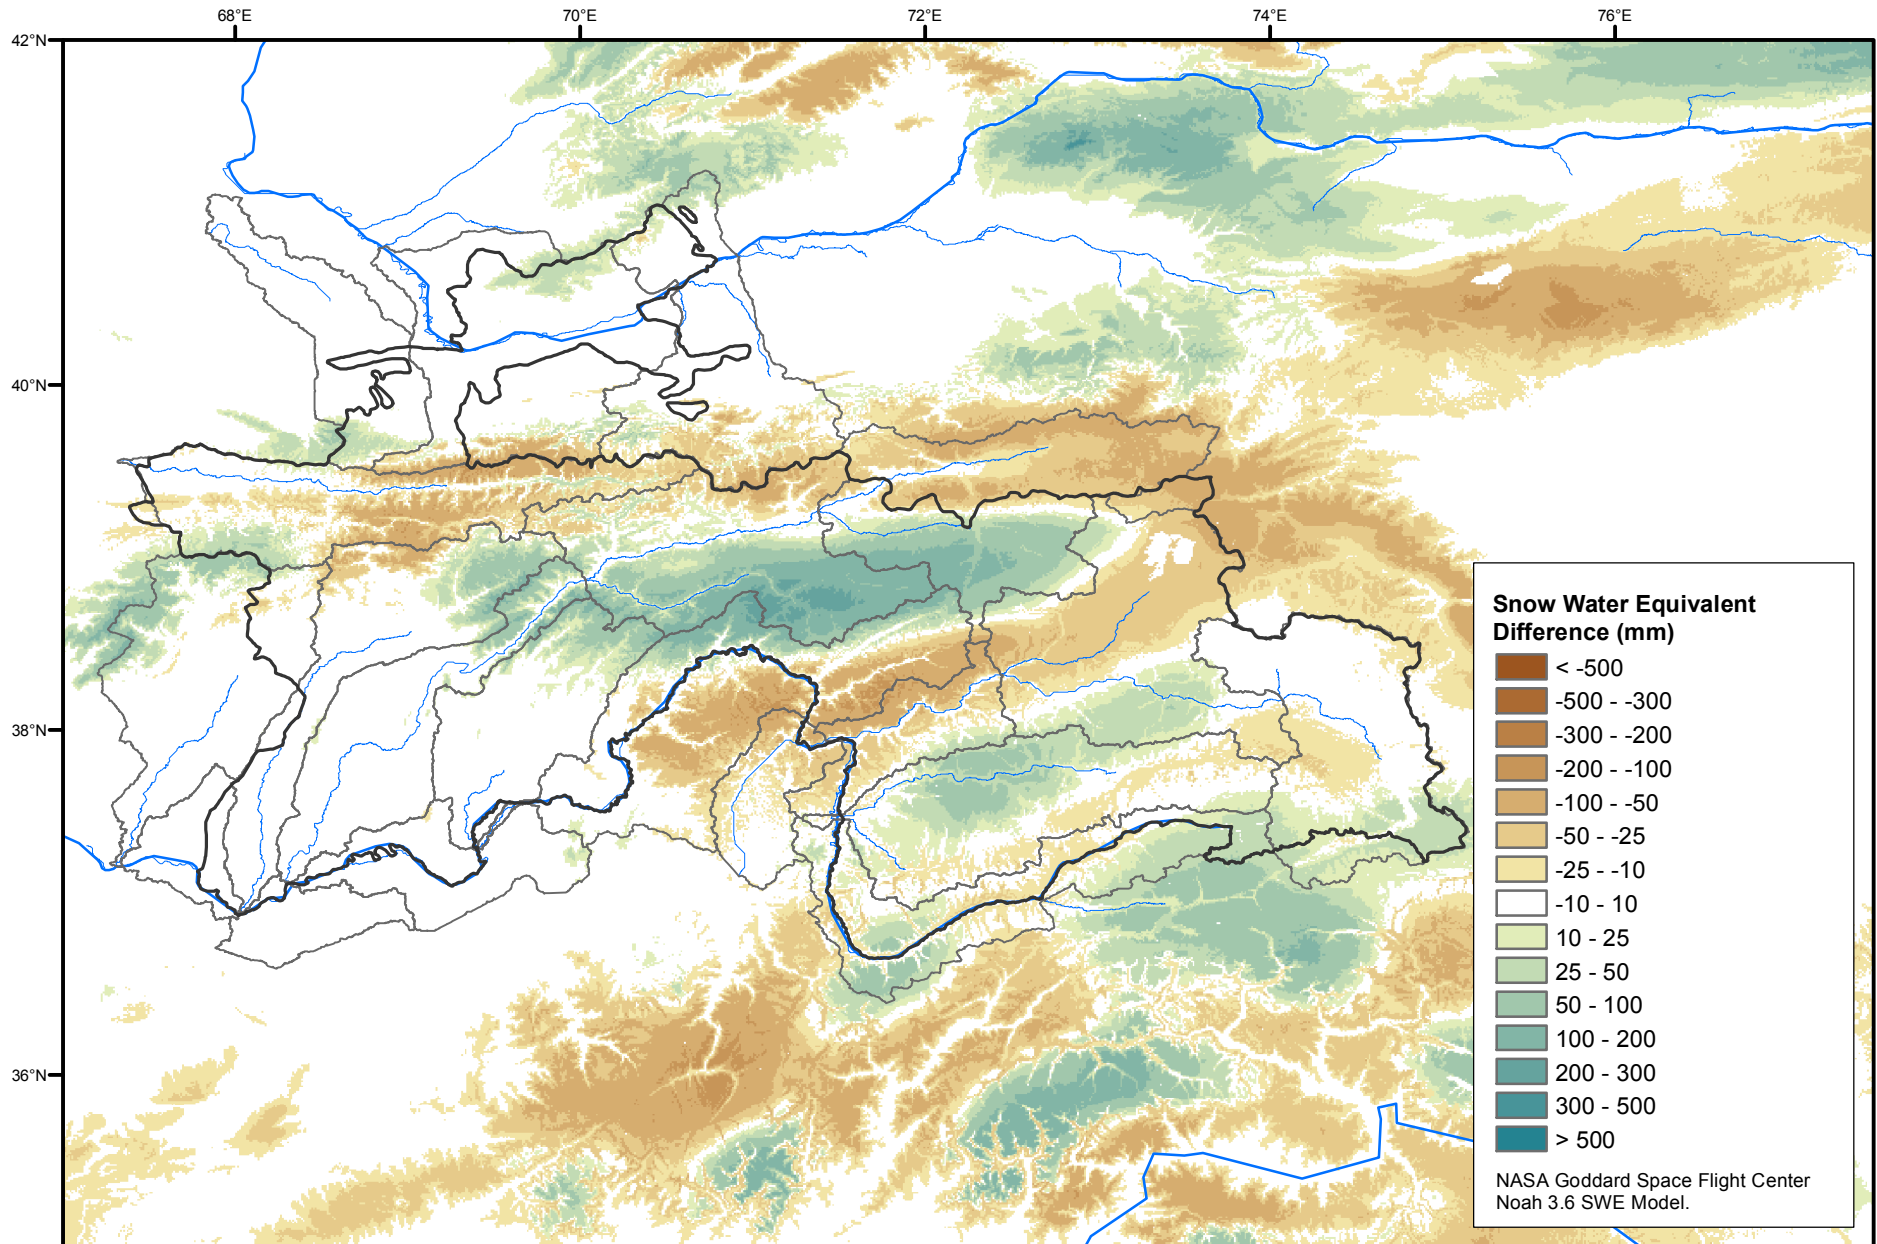 68°E 70°E 72°E 74°E 76°E
42°N
40°N
38°N
36°N
Snow Water Equivalent
Difference (mm)
< -500
-500 - -300
-300 - -200
-200 - -100
-100 - -50
-50 - -25
-25 - -10
-10 - 10
10 - 25
25 - 50
50 - 100
100 - 200
200 - 300
300 - 500
> 500
NASA Goddard Space Flight Center
Noah 3.6 SWE Model.